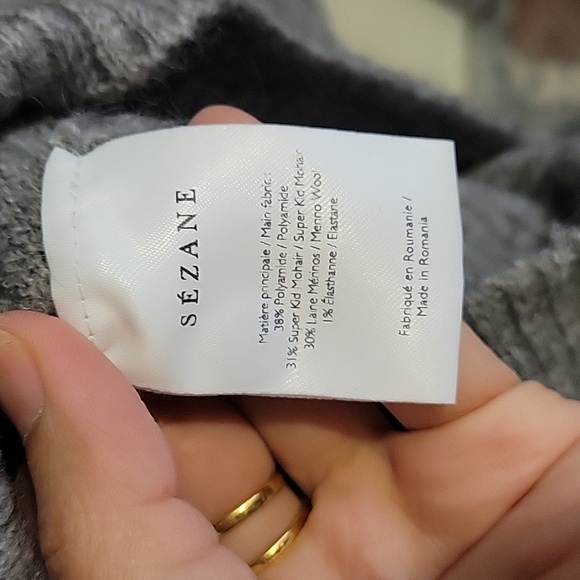 SÉZANE
Matière principale / Main fabric:
38% Polyamide / Polyamide
31% Super Kid Mohair / Super Kid Mohair
30% Laine Mérinos / Merino Wool
1% Élasthanne / Elastane
Fabriqué en Roumanie /
Made in Romania